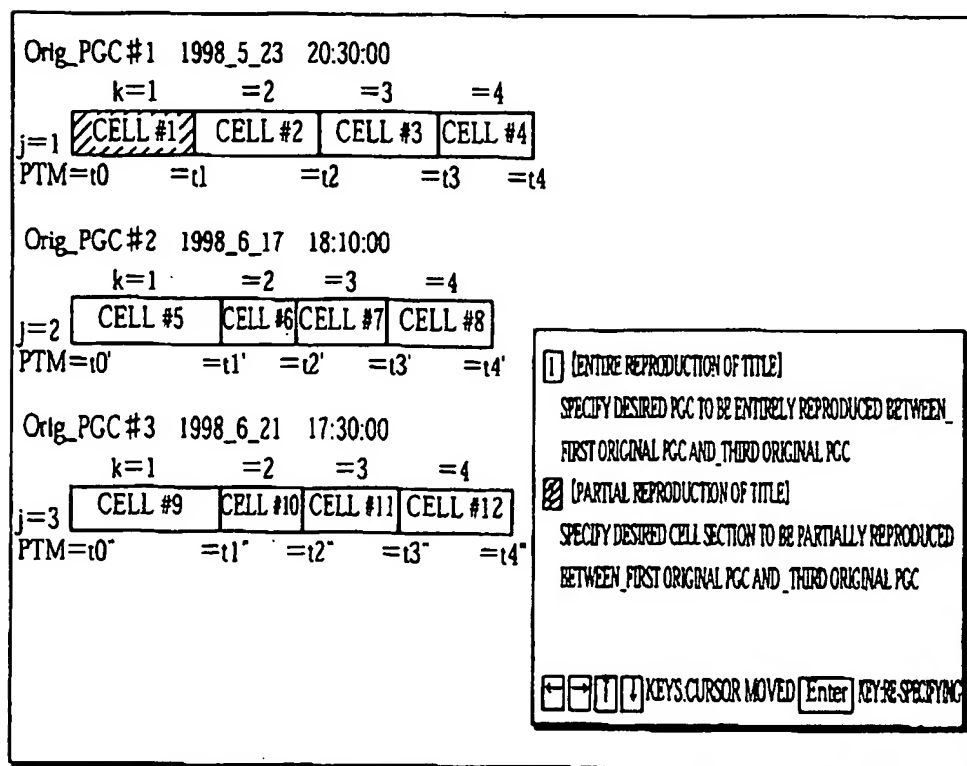 Orig_PGC#1 1998_5_23 20:30:00
k=1 =2 =3 =4
j=1 CELL #1 CELL #2 CELL #3 CELL #4
PTM=t0 =t1 =t2 =t3 =t4
Orig_PGC#2 1998_6_17 18:10:00
k=1 =2 =3 =4
j=2 CELL #5 CELL #6 CELL #7 CELL #8
PTM=t0' =t1' =t2' =t3' =t4'
Orig_PGC#3 1998_6_21 17:30:00
k=1 =2 =3 =4
j=3 CELL #9 CELL #10 CELL #11 CELL #12
PTM=t0" =t1" =t2" =t3" =t4"
1 [ENTIRE REPRODUCTION OF TITLE]
SPECIFY DESIRED PGC TO BE ENTIRELY REPRODUCED BETWEEN_
FIRST ORIGINAL PGC AND_THIRD ORIGINAL PGC
2 [PARTIAL REPRODUCTION OF TITLE]
SPECIFY DESIRED CELL SECTION TO BE PARTIALLY REPRODUCED
BETWEEN_FIRST ORIGINAL PGC AND_THIRD ORIGINAL PGC
← → ↑ ↓ KEYS:CURSOR MOVED Enter KEY:RE-SPECIFYING